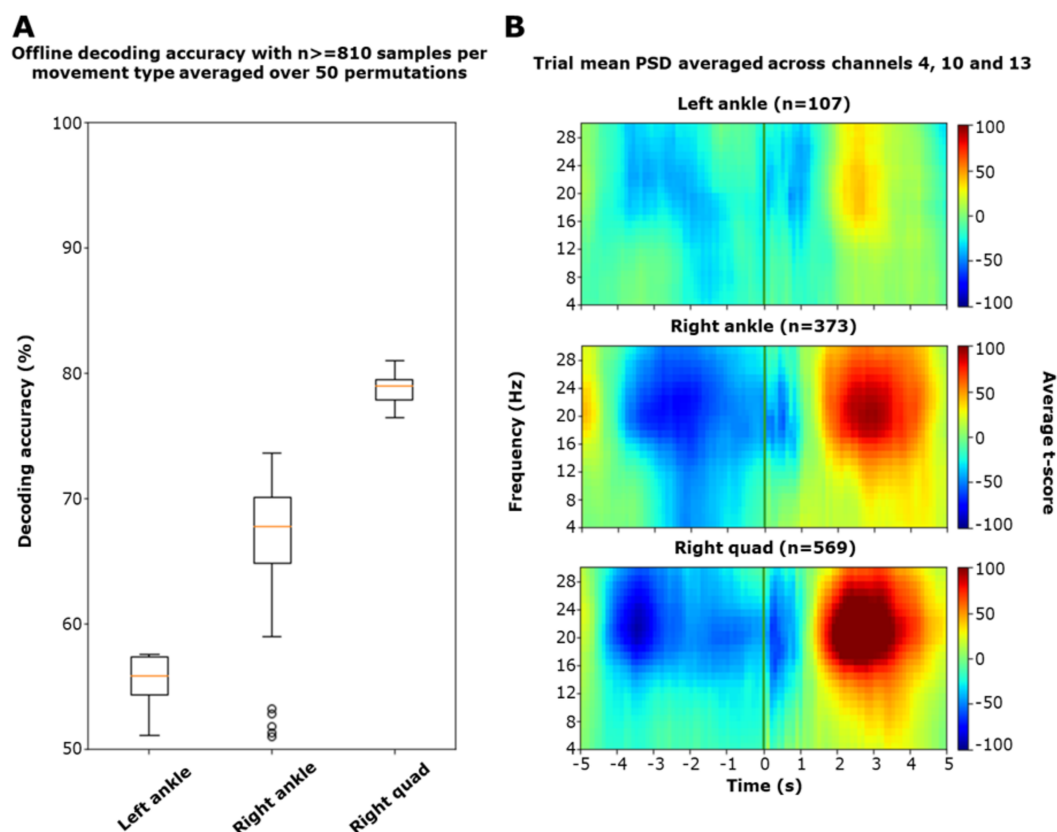 A
Offline decoding accuracy with n>=810 samples per
movement type averaged over 50 permutations
Decoding accuracy (%)
100
90
80
70
60
50
Left ankle
Right ankle
Right quad
B
Trial mean PSD averaged across channels 4, 10 and 13
Left ankle (n=107)
28
24
20
16
12
8
4
100
50
0
-50
-100
Right ankle (n=373)
Frequency (Hz)
28
24
20
16
12
8
4
100
50
0
-50
-100
Average t-score
Right quad (n=569)
28
24
20
16
12
8
4
100
50
0
-50
-100
-5 -4 -3 -2 -1 0 1 2 3 4 5
Time (s)